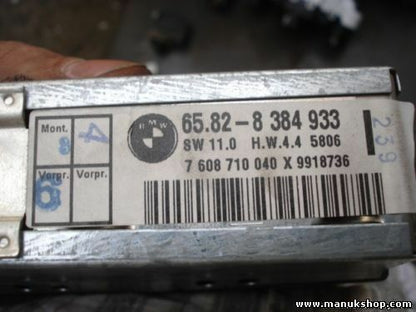 Mont.
4
8
Vorpr.
Vorpr.
BMW
65.82-8 384 933
SW 11.0 H.W.4.4 5806
7 608 710 040 X 9918736
239
www.manukshop.com